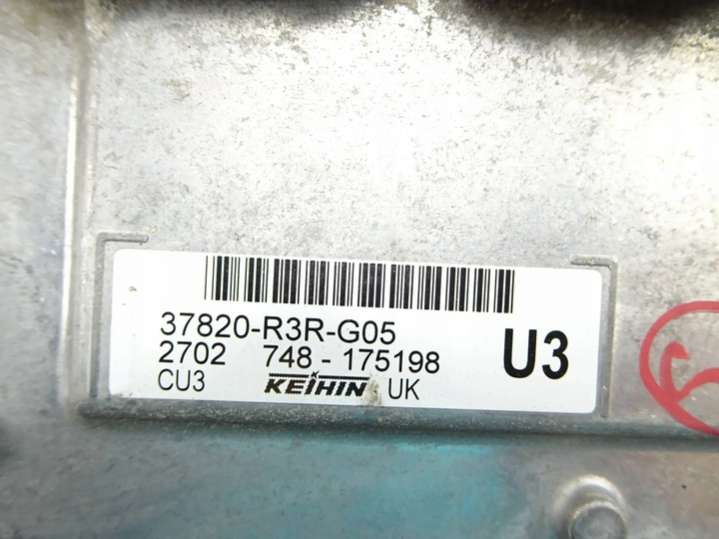 37820-R3R-G05
2702 748-175198
U3
CU3 KEIHIN UK